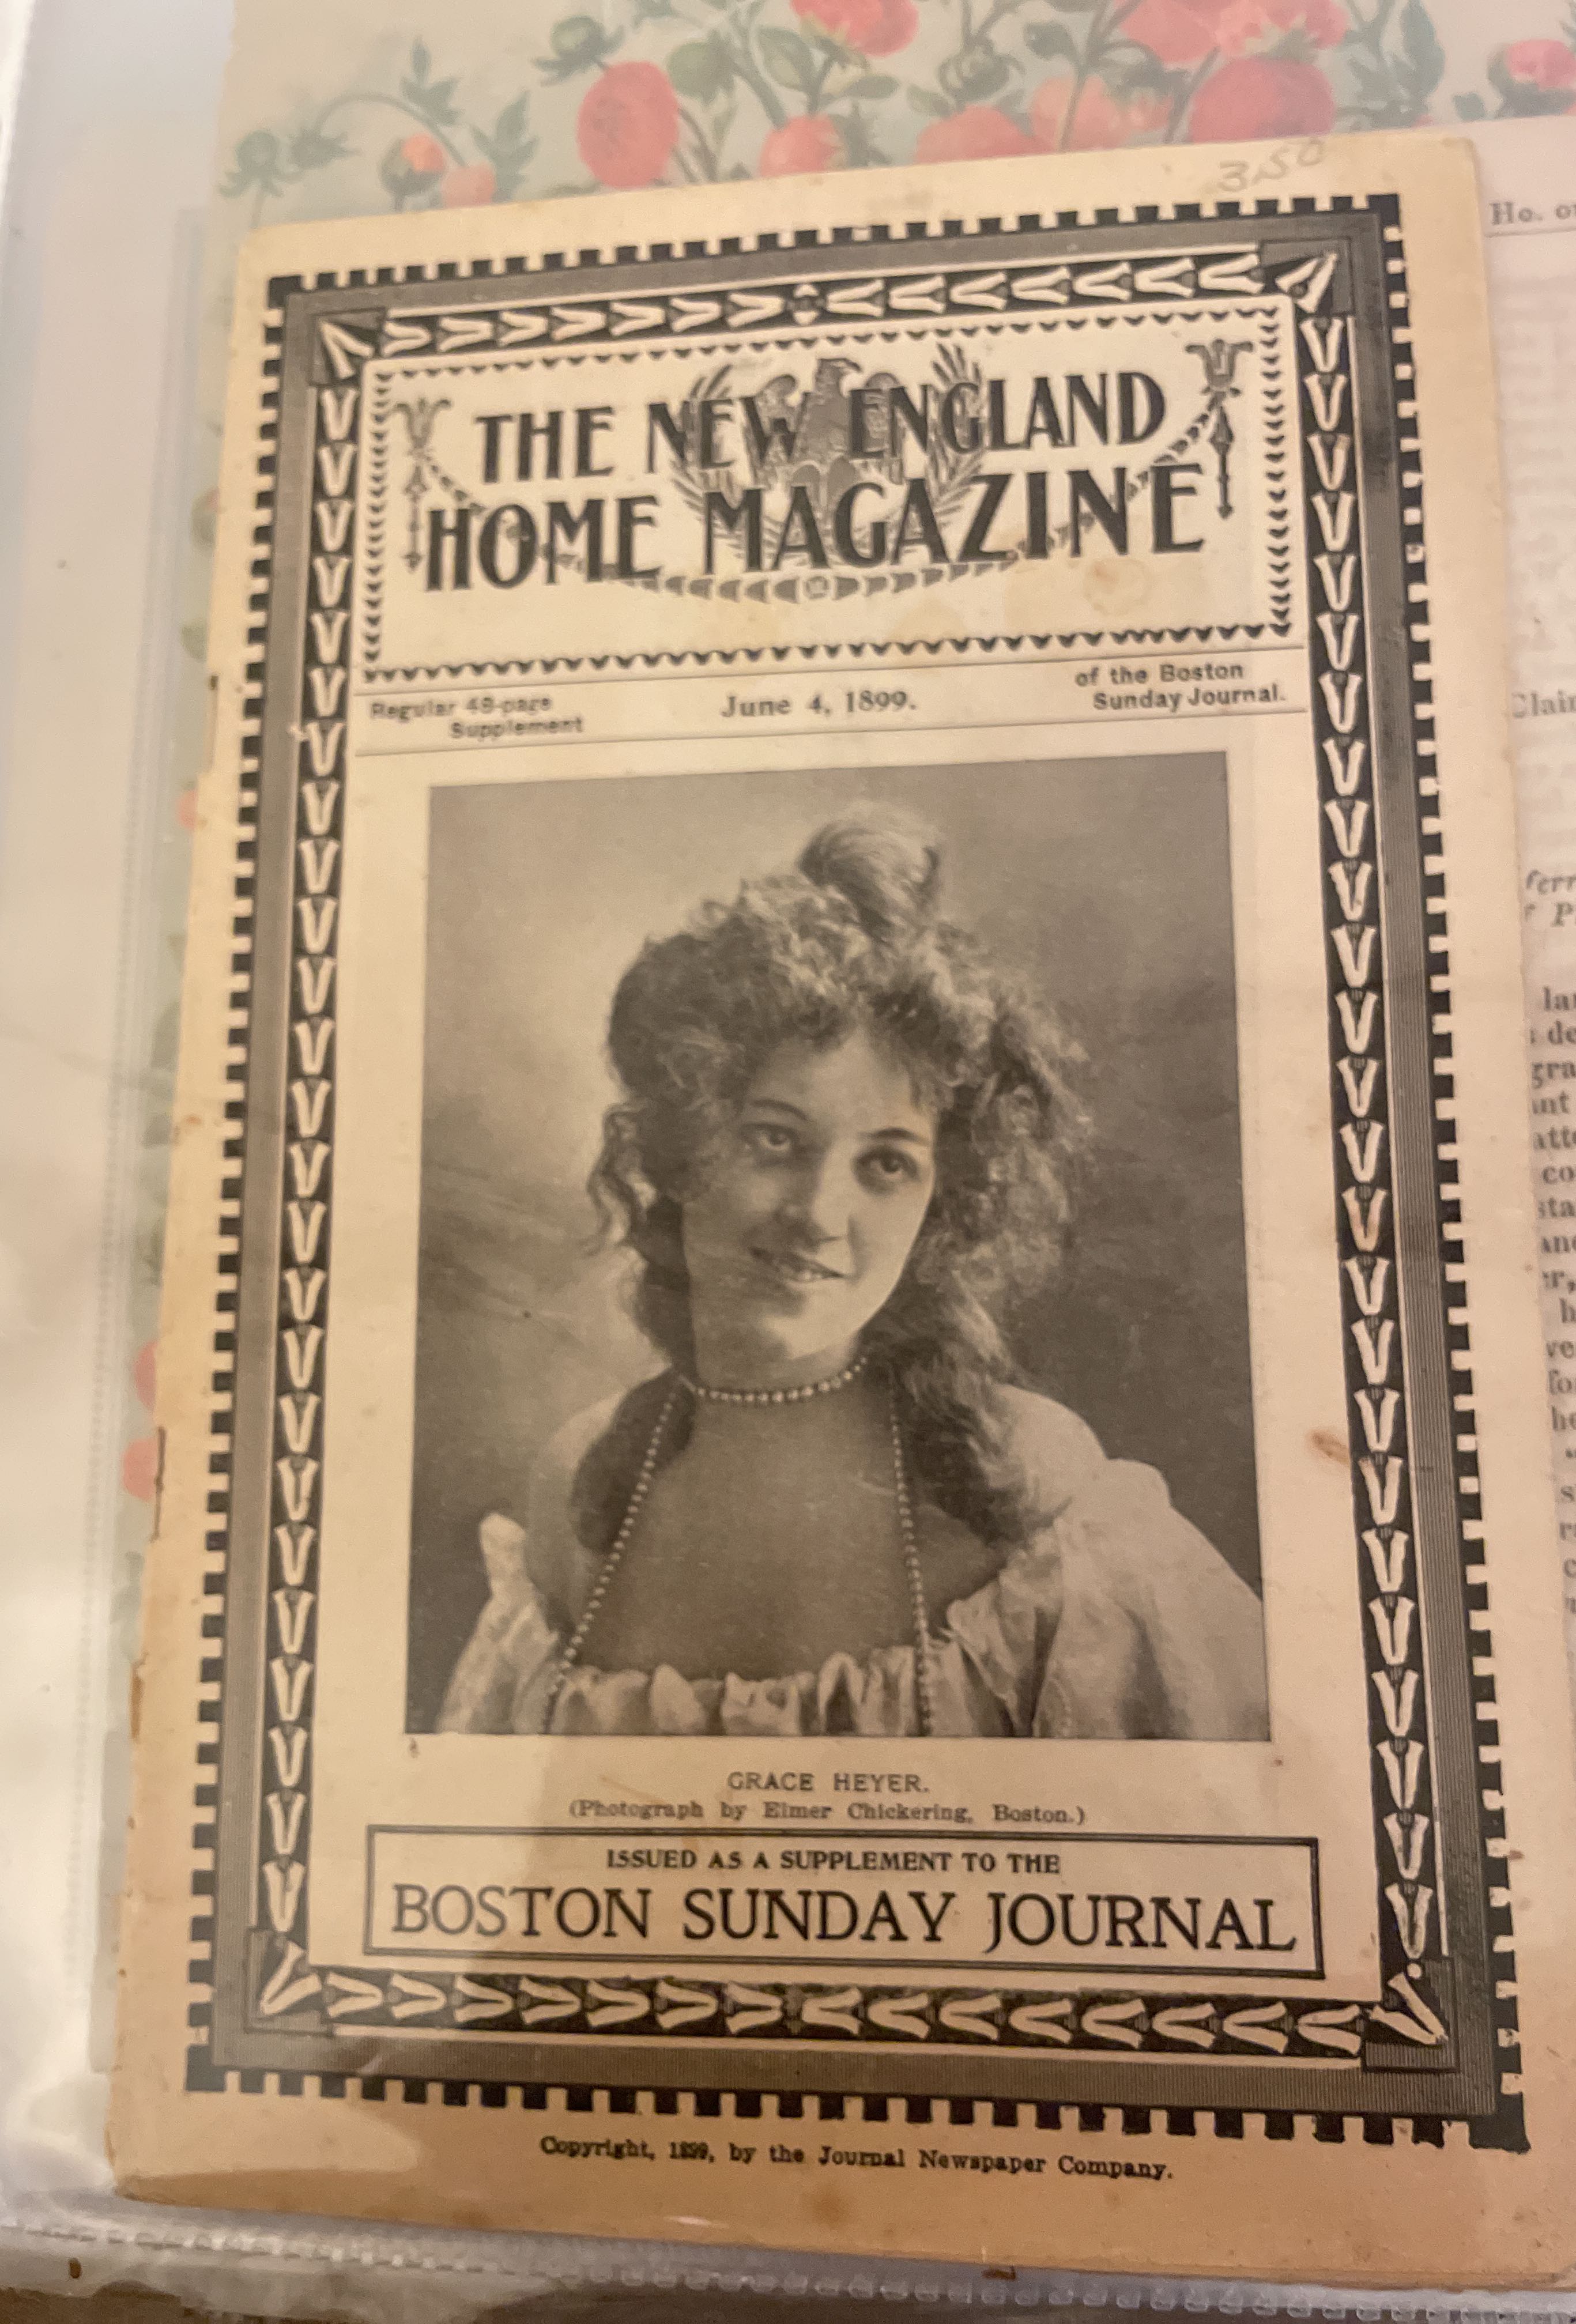 3.50
THE NEW ENGLAND
HOME MAGAZINE
Regular 48-page
Supplement
June 4, 1899.
of the Boston
Sunday Journal.
GRACE HEYER.
(Photograph by Elmer Chickering, Boston.)
ISSUED AS A SUPPLEMENT TO THE
BOSTON SUNDAY JOURNAL
Copyright, 1899, by the Journal Newspaper Company.